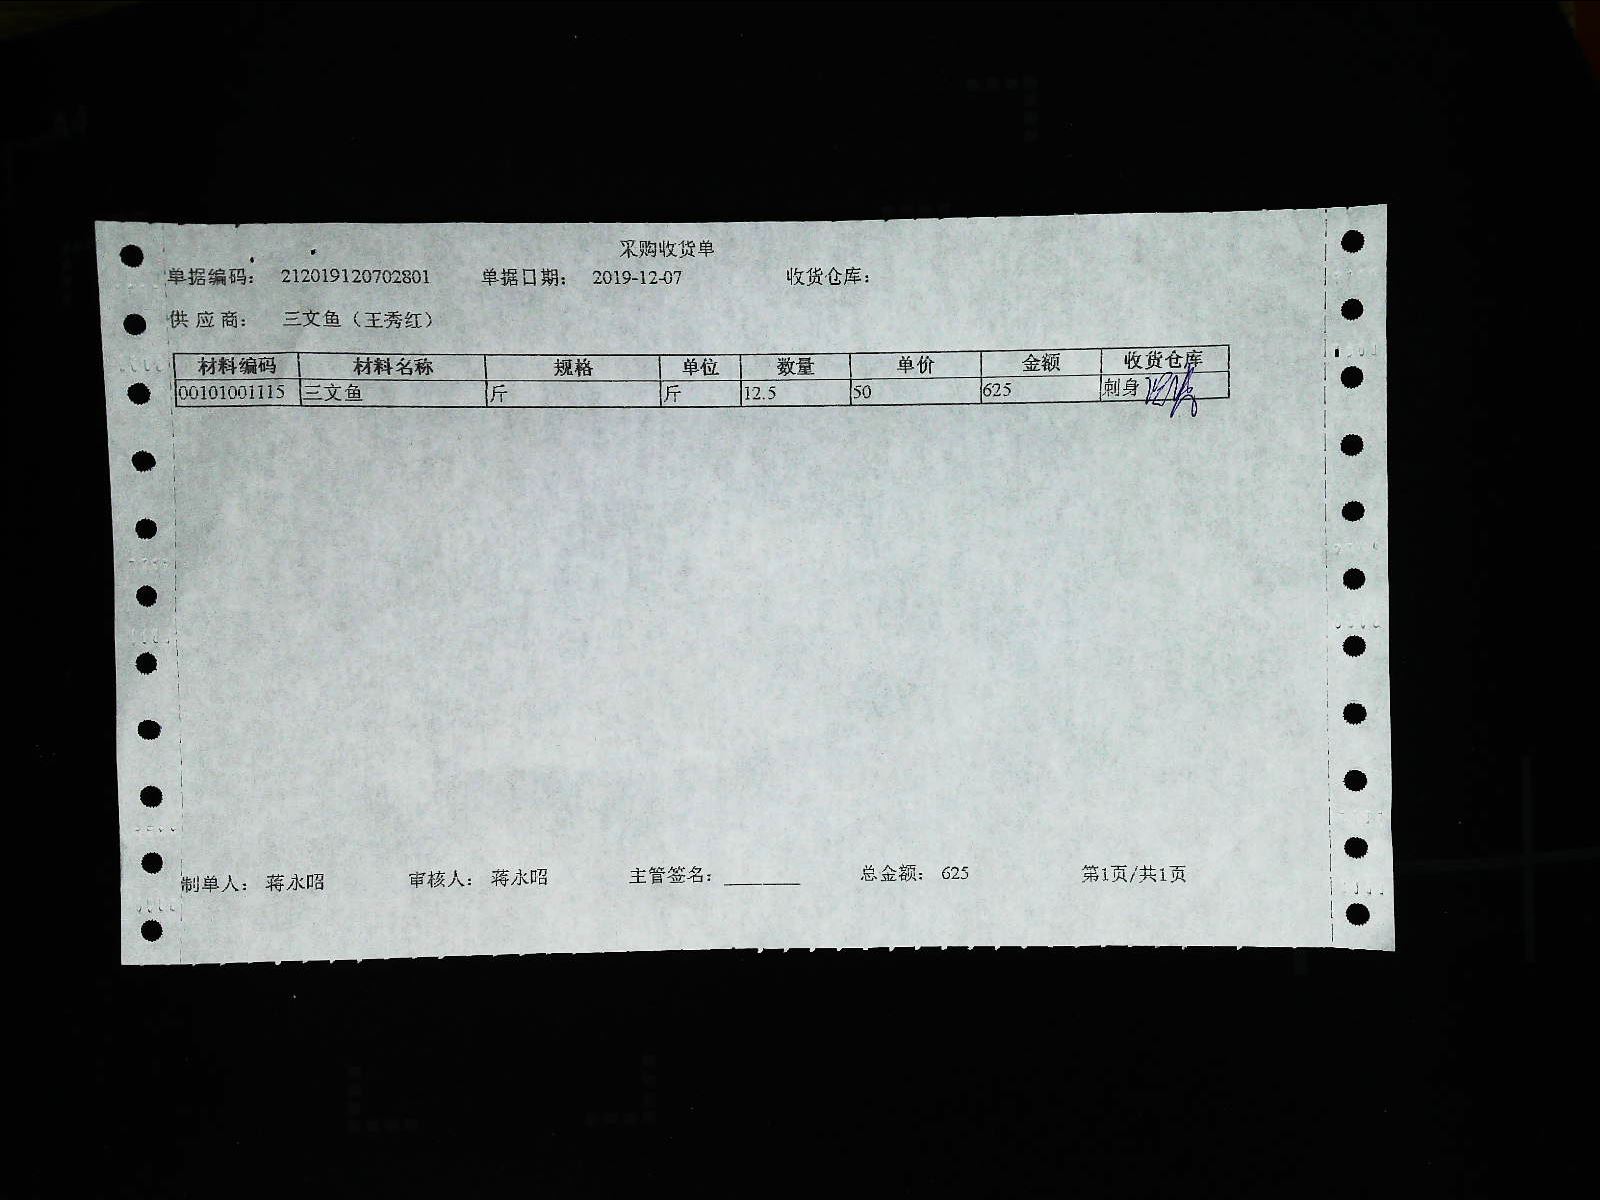 采购收货单
单据编码： 212019120702801 单据日期： 2019-12-07 收货仓库：
供 应 商： 三文鱼（王秀红）
材料编码 材料名称 规格 单位 数量 单价 金额 收货仓库
00101001115 三文鱼 斤 斤 12.5 50 625 刺身
制单人： 蒋永昭 审核人： 蒋永昭 主管签名：________ 总金额： 625 第1页/共1页